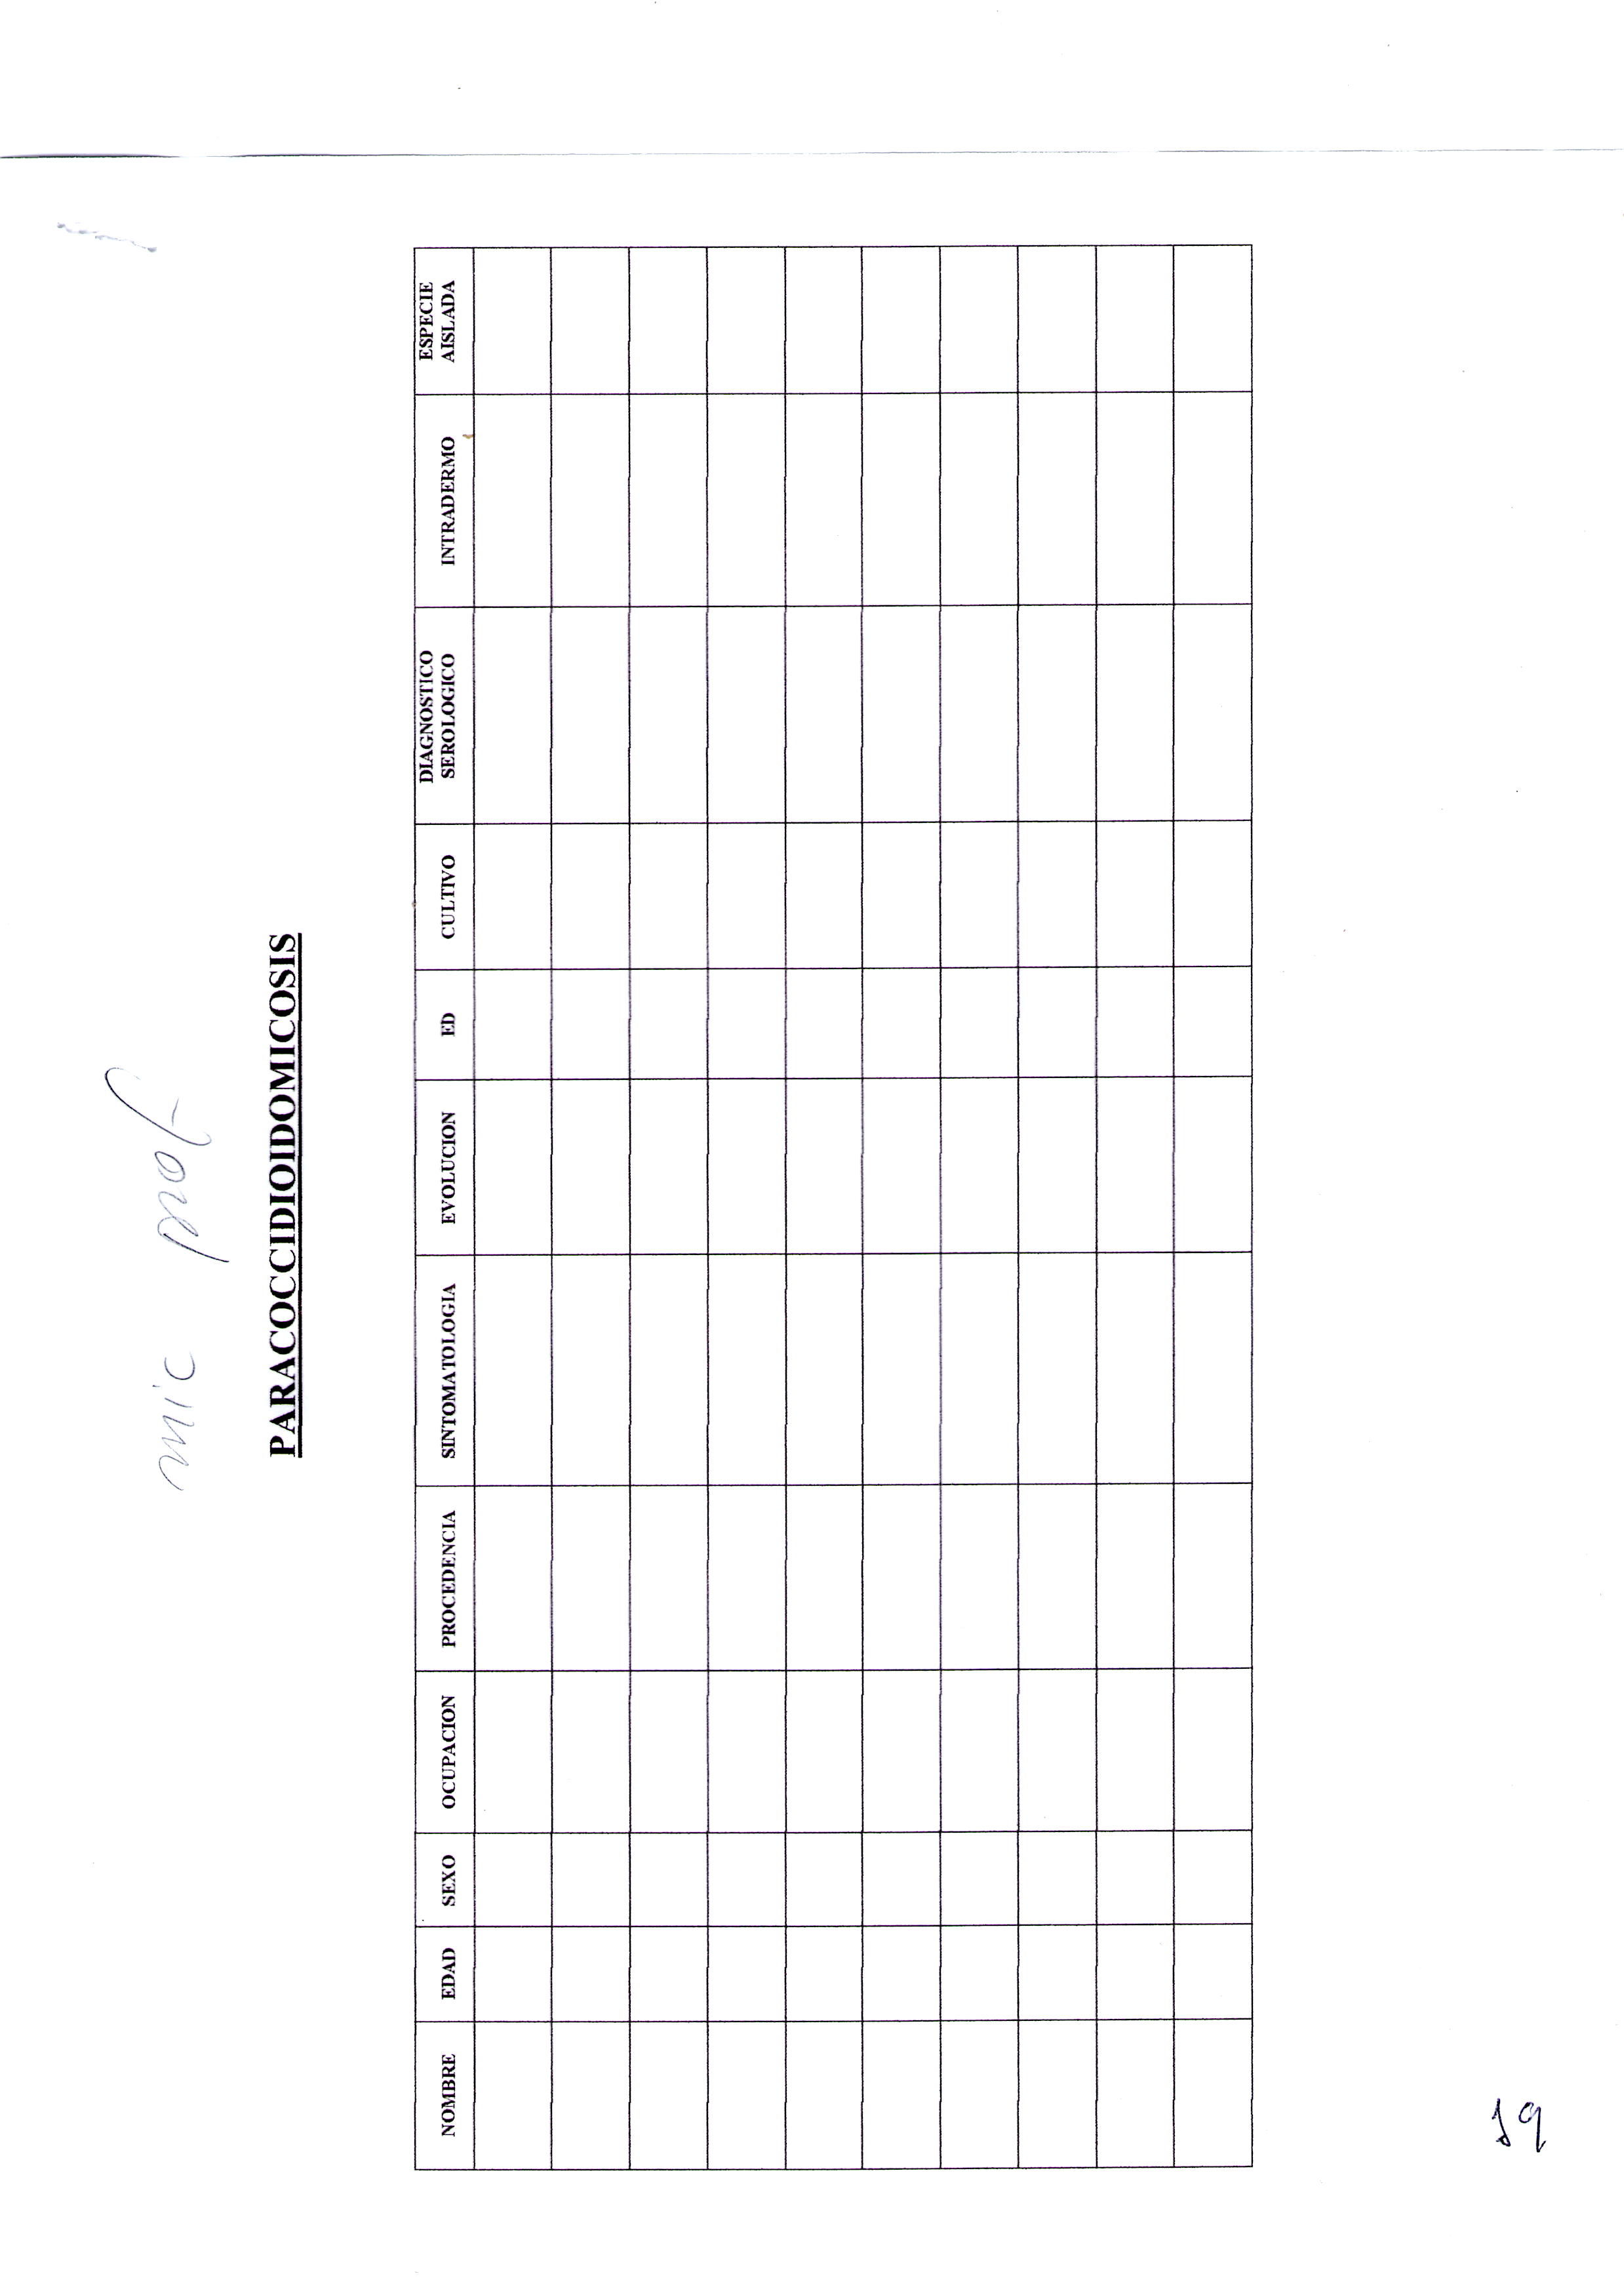 mic prof
PARACOCCIDIOIDOMICOSIS
NOMBRE EDAD SEXO OCUPACION PROCEDENCIA SINTOMATOLOGIA EVOLUCION ED CULTIVO DIAGNOSTICO SEROLOGICO INTRADERMO ESPECIE AISLADA
19